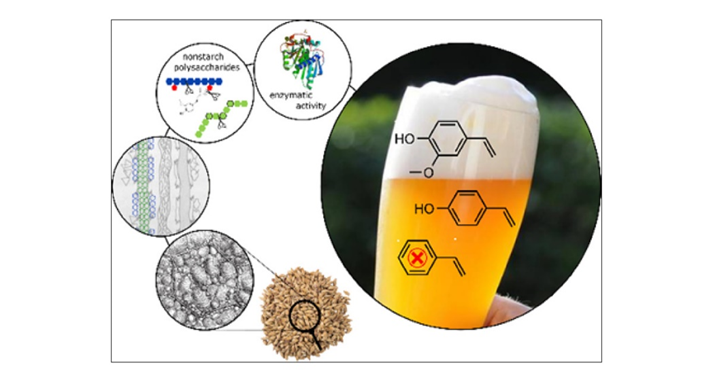 nonstarch
polysaccharides
enzymatic
activity
HO
O
HO